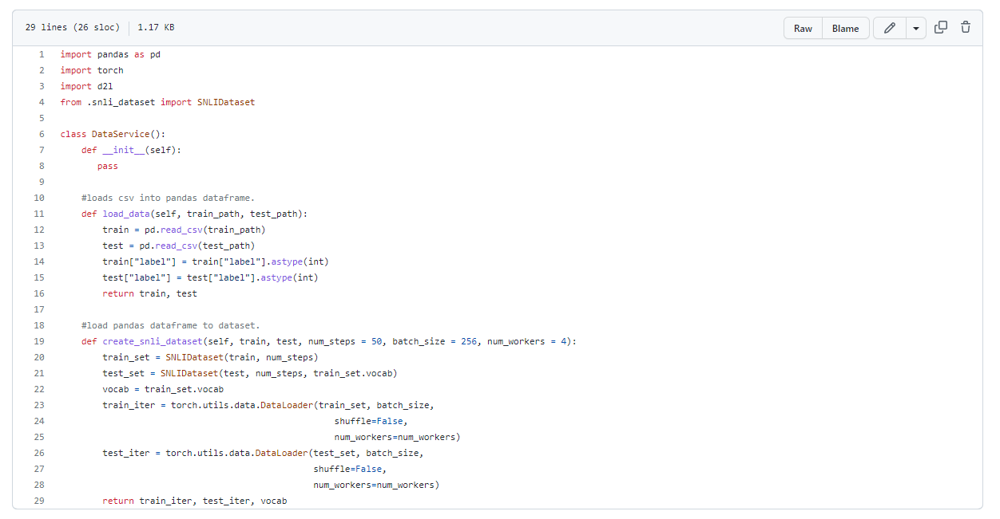 29 lines (26 sloc) 1.17 KB Raw Blame
1 import pandas as pd
2 import torch
3 import d2l
4 from .snli_dataset import SNLIDataset
5
6 class DataService():
7     def __init__(self):
8        pass
9
10     #loads csv into pandas dataframe.
11     def load_data(self, train_path, test_path):
12         train = pd.read_csv(train_path)
13         test = pd.read_csv(test_path)
14         train["label"] = train["label"].astype(int)
15         test["label"] = test["label"].astype(int)
16         return train, test
17
18     #load pandas dataframe to dataset.
19     def create_snli_dataset(self, train, test, num_steps = 50, batch_size = 256, num_workers = 4):
20         train_set = SNLIDataset(train, num_steps)
21         test_set = SNLIDataset(test, num_steps, train_set.vocab)
22         vocab = train_set.vocab
23         train_iter = torch.utils.data.DataLoader(train_set, batch_size,
24                                                     shuffle=False,
25                                                     num_workers=num_workers)
26         test_iter = torch.utils.data.DataLoader(test_set, batch_size,
27                                                 shuffle=False,
28                                                 num_workers=num_workers)
29         return train_iter, test_iter, vocab